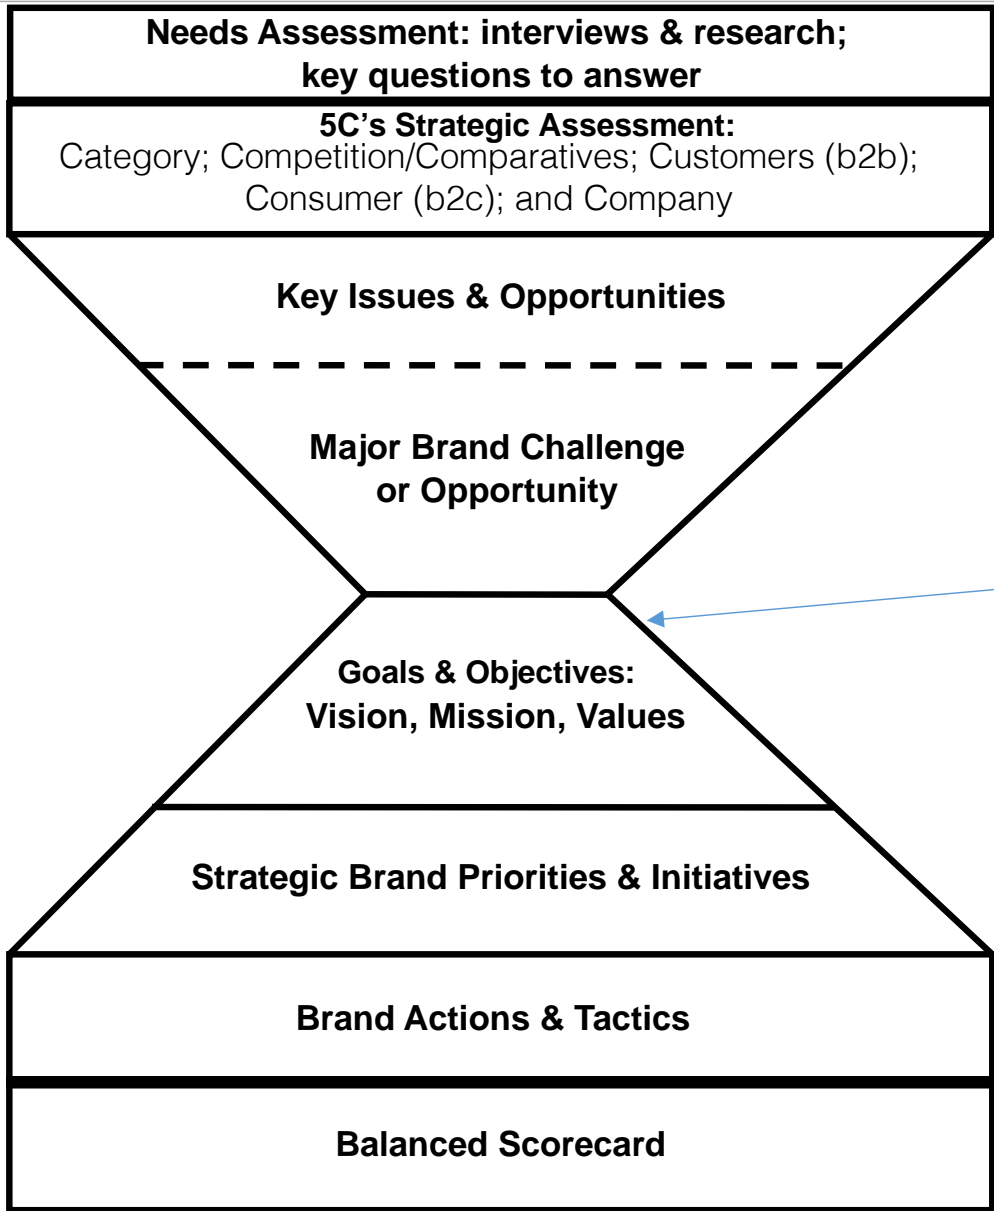 Needs Assessment: interviews & research;
key questions to answer
5C's Strategic Assessment:
Category; Competition/Comparatives; Customers (b2b);
Consumer (b2c); and Company
Key Issues & Opportunities
Major Brand Challenge
or Opportunity
Goals & Objectives:
Vision, Mission, Values
Strategic Brand Priorities & Initiatives
Brand Actions & Tactics
Balanced Scorecard